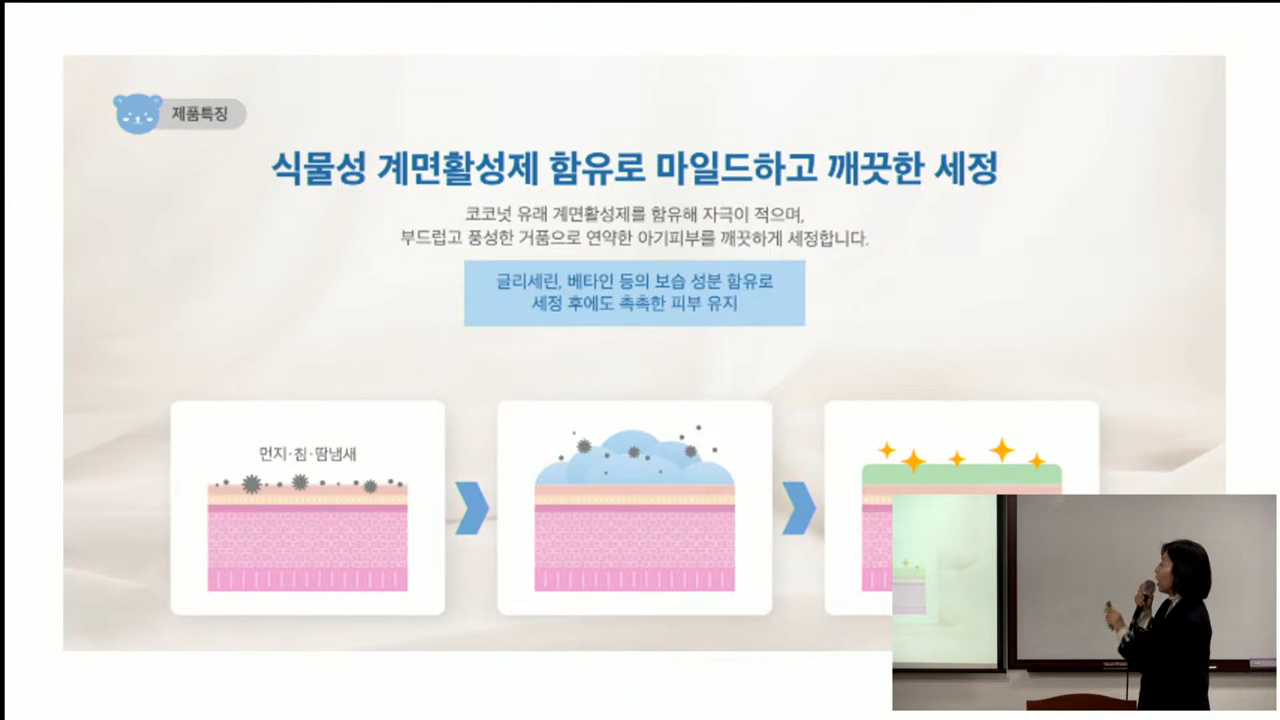 제품특징
식물성 계면활성제 함유로 마일드하고 깨끗한 세정
코코넛 유래 계면활성제를 함유해 자극이 적으며,
부드럽고 풍성한 거품으로 연약한 아기피부를 깨끗하게 세정합니다.
글리세린, 베타인 등의 보습 성분 함유로
세정 후에도 촉촉한 피부 유지
먼지·침·땀냄새